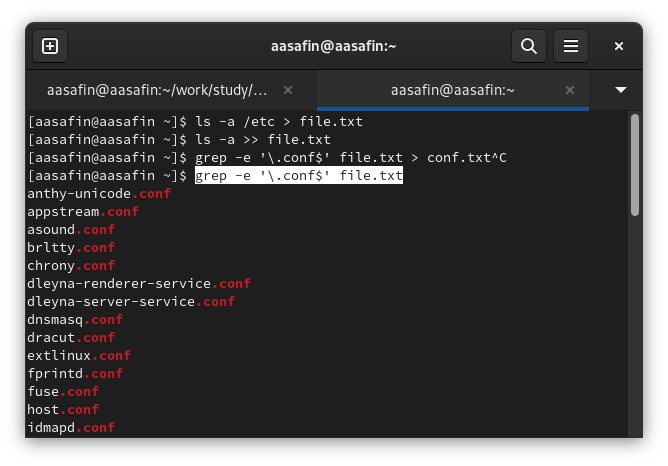 aasafin@aasafin:~
aasafin@aasafin:~/work/study/...
aasafin@aasafin:~
[aasafin@aasafin ~]$ ls -a /etc > file.txt
[aasafin@aasafin ~]$ ls -a >> file.txt
[aasafin@aasafin ~]$ grep -e '\.conf$' file.txt > conf.txt^C
[aasafin@aasafin ~]$ grep -e '\.conf$' file.txt
anthy-unicode.conf
appstream.conf
asound.conf
brltty.conf
chrony.conf
dleyna-renderer-service.conf
dleyna-server-service.conf
dnsmasq.conf
dracut.conf
extlinux.conf
fprintd.conf
fuse.conf
host.conf
idmapd.conf